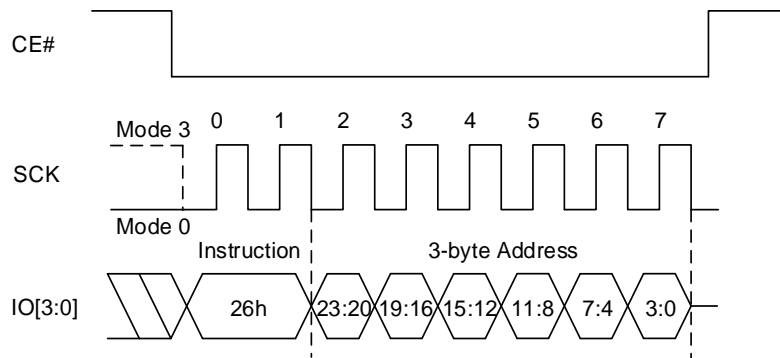 CE#
0 1 2 3 4 5 6 7
Mode 3
SCK
Mode 0
Instruction 3-byte Address
IO[3:0] 26h 23:20 19:16 15:12 11:8 7:4 3:0